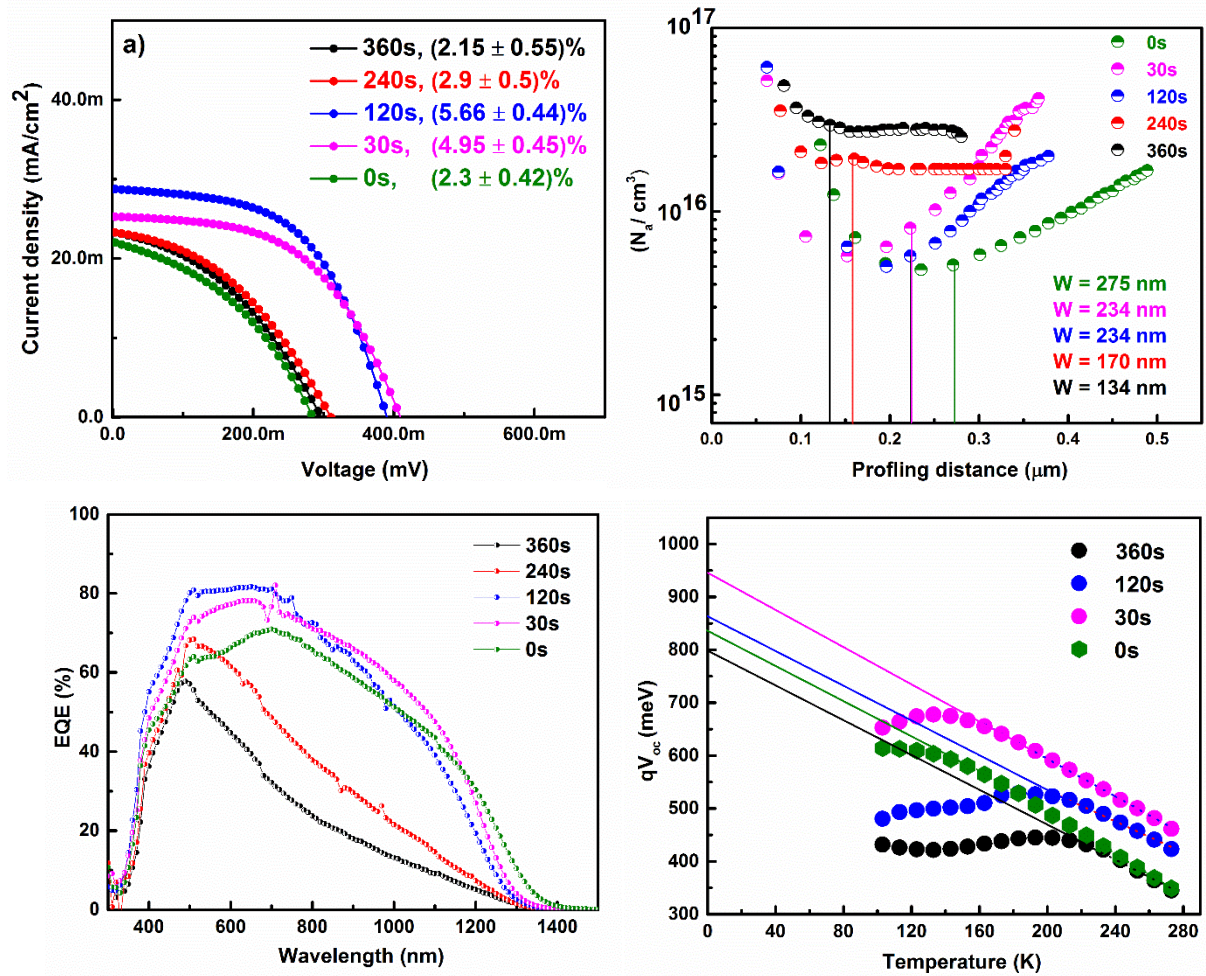 a)
360s, (2.15 ± 0.55)%
240s, (2.9 ± 0.5)%
120s, (5.66 ± 0.44)%
30s, (4.95 ± 0.45)%
0s, (2.3 ± 0.42)%
Current density (mA/cm²)
40.0m
20.0m
0.0
0.0 200.0m 400.0m 600.0m
Voltage (mV)
(Nₐ / cm³)
10¹⁷
10¹⁶
10¹⁵
0s
30s
120s
240s
360s
W = 275 nm
W = 234 nm
W = 234 nm
W = 170 nm
W = 134 nm
0.0 0.1 0.2 0.3 0.4 0.5
Profling distance (μm)
EQE (%)
100
80
60
40
20
0
360s
240s
120s
30s
0s
400 600 800 1000 1200 1400
Wavelength (nm)
qVₒc (meV)
1000
900
800
700
600
500
400
300
360s
120s
30s
0s
0 40 80 120 160 200 240 280
Temperature (K)